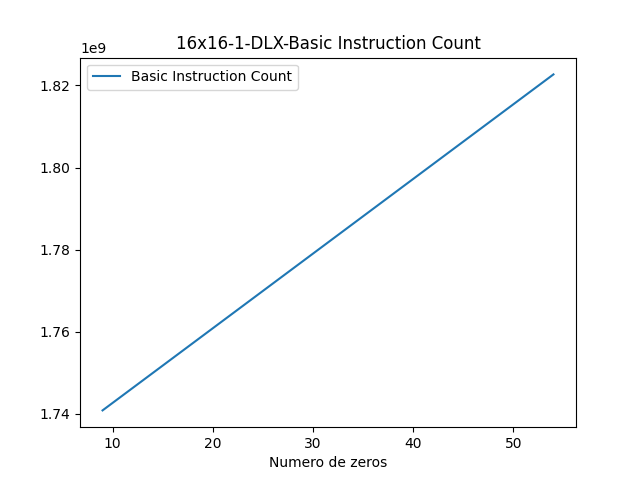 16x16-1-DLX-Basic Instruction Count
1e9
Basic Instruction Count
1.82
1.80
1.78
1.76
1.74
10 20 30 40 50
Numero de zeros